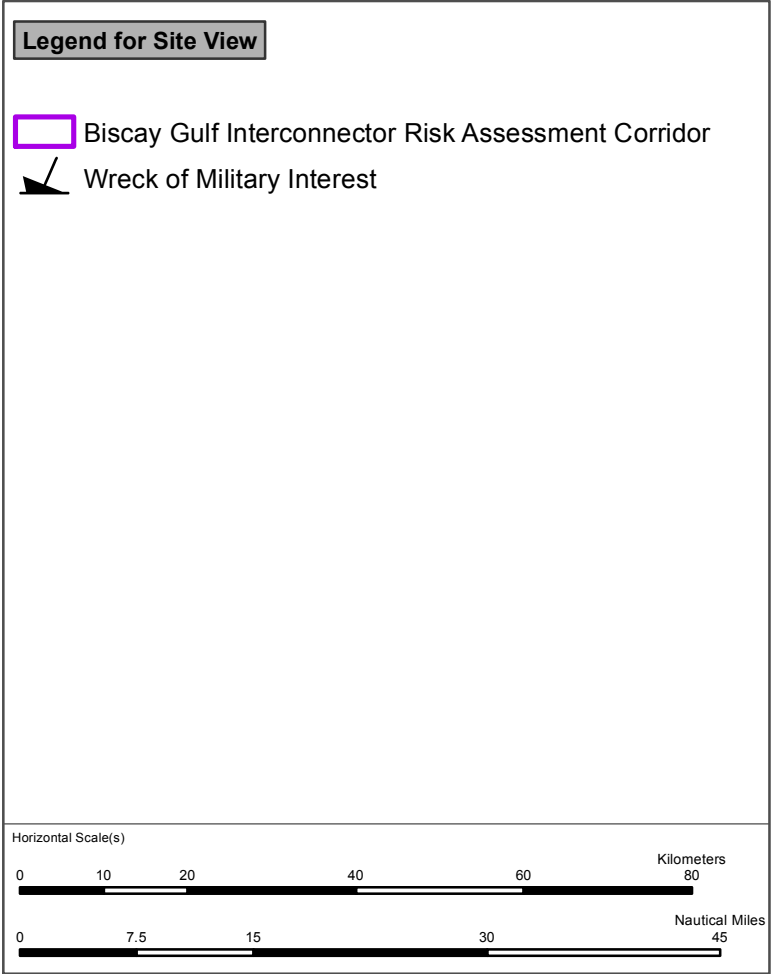 Legend for Site View
Biscay Gulf Interconnector Risk Assessment Corridor
Wreck of Military Interest
Horizontal Scale(s)
Kilometers
0 10 20 40 60 80
Nautical Miles
0 7.5 15 30 45